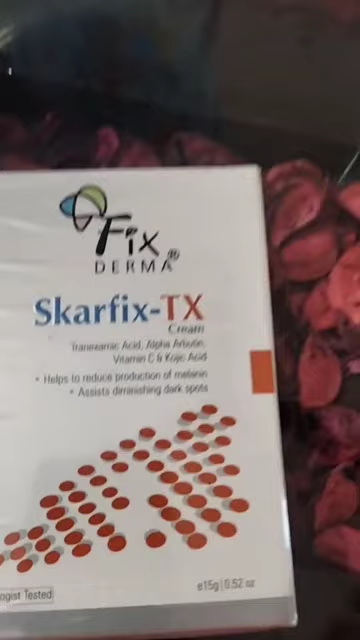 Fix®
DERMA
Skarfix-TX
Cream
Tranexamic Acid, Alpha Arbutin,
Vitamin C & Kojic Acid
• Helps to reduce production of melanin
• Assists diminishing dark spots
ogist Tested
e15g | 0.52 oz